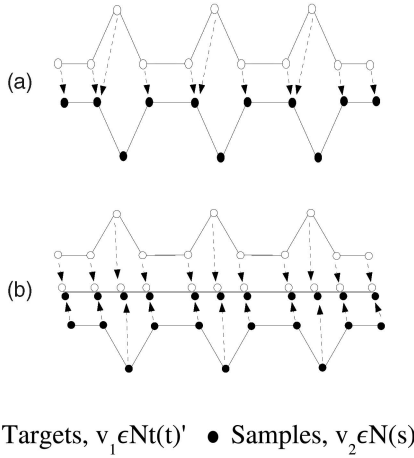 (a)
(b)
Targets, v₁ϵNt(t)' ● Samples, v₂ϵN(s)